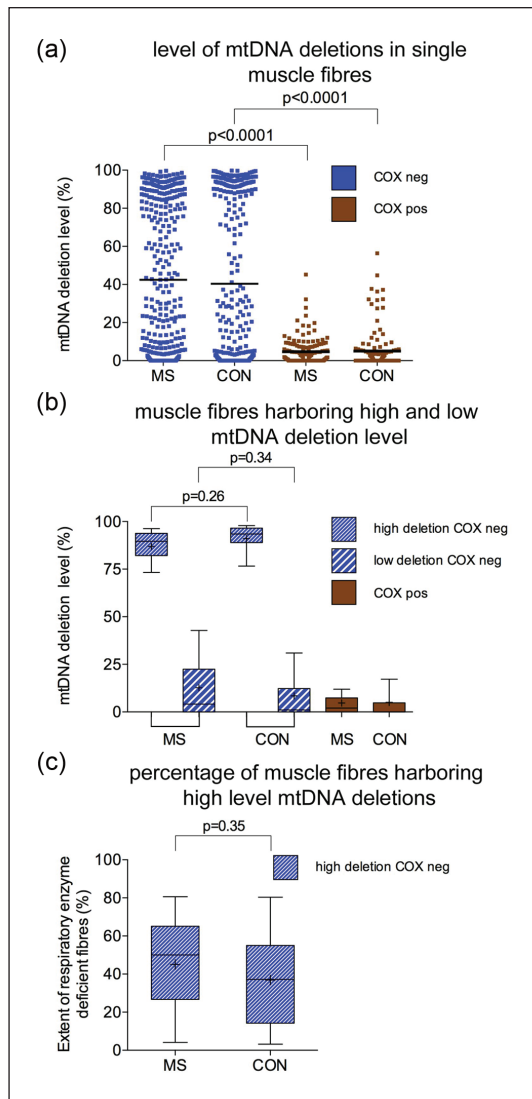 (a)
level of mtDNA deletions in single
muscle fibres
p<0.0001
p<0.0001
mtDNA deletion level (%)
100
80
60
40
20
0
COX neg
COX pos
MS
CON
MS
CON
(b)
muscle fibres harboring high and low
mtDNA deletion level
p=0.34
p=0.26
mtDNA deletion level (%)
100
75
50
25
0
high deletion COX neg
low deletion COX neg
COX pos
MS
CON
MS
CON
(c)
percentage of muscle fibres harboring
high level mtDNA deletions
p=0.35
high deletion COX neg
Extent of respiratory enzyme
deficient fibres (%)
100
80
60
40
20
0
MS
CON